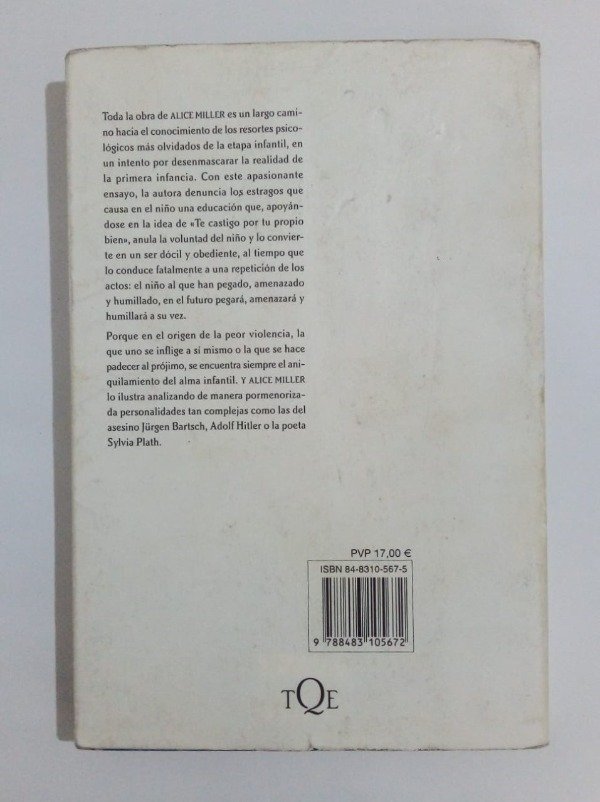 Toda la obra de ALICE MILLER es un largo cami-
no hacia el conocimiento de los resortes psico-
lógicos más olvidados de la etapa infantil, en
un intento por desenmascarar la realidad de
la primera infancia. Con este apasionante
ensayo, la autora denuncia los estragos que
causa en el niño una educación que, apoyán-
dose en la idea de «Te castigo por tu propio
bien», anula la voluntad del niño y lo convier-
te en un ser dócil y obediente, al tiempo que
lo conduce fatalmente a una repetición de los
actos: el niño al que han pegado, amenazado
y humillado, en el futuro pegará, amenazará y
humillará a su vez.
Porque en el origen de la peor violencia, la
que uno se inflige a sí mismo o la que se hace
padecer al prójimo, se encuentra siempre el ani-
quilamiento del alma infantil. Y ALICE MILLER
lo ilustra analizando de manera pormenoriza-
da personalidades tan complejas como las del
asesino Jürgen Bartsch, Adolf Hitler o la poeta
Sylvia Plath.
PVP 17,00 €
ISBN 84-8310-567-5
9 788483 105672
TQE